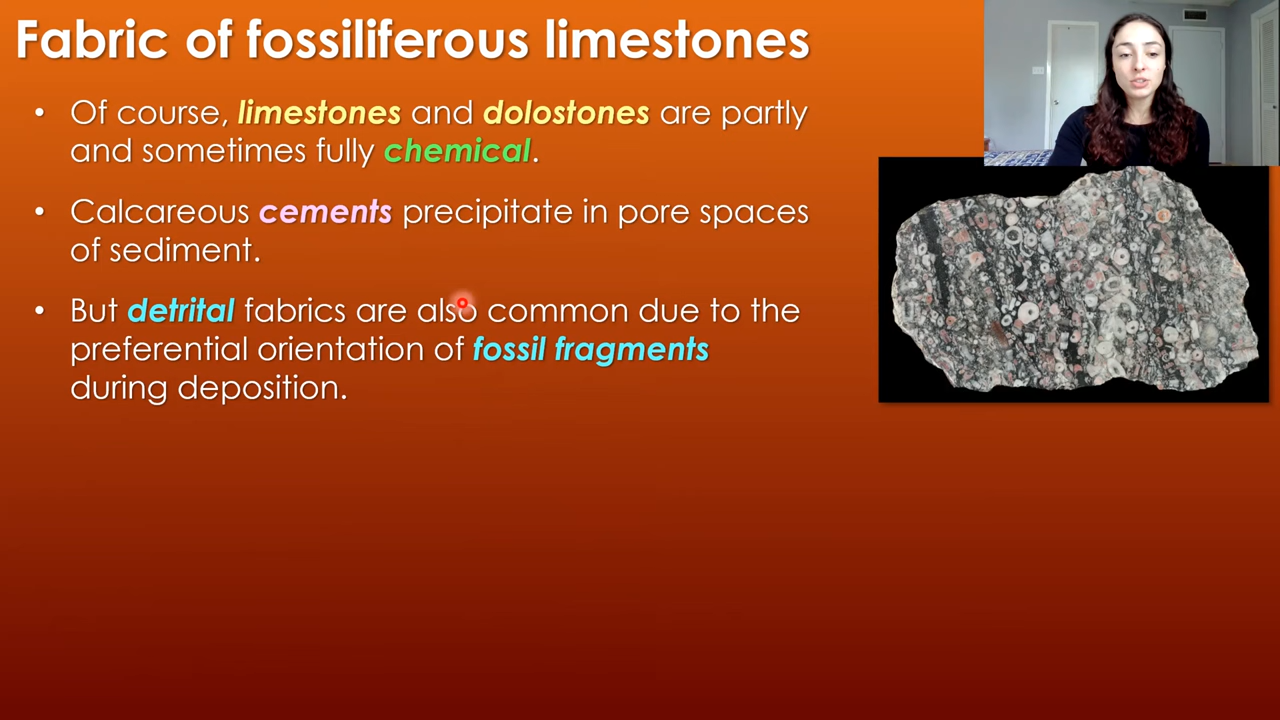 Fabric of fossiliferous limestones
• Of course, limestones and dolostones are partly
and sometimes fully chemical.
• Calcareous cements precipitate in pore spaces
of sediment.
• But detrital fabrics are also common due to the
preferential orientation of fossil fragments
during deposition.